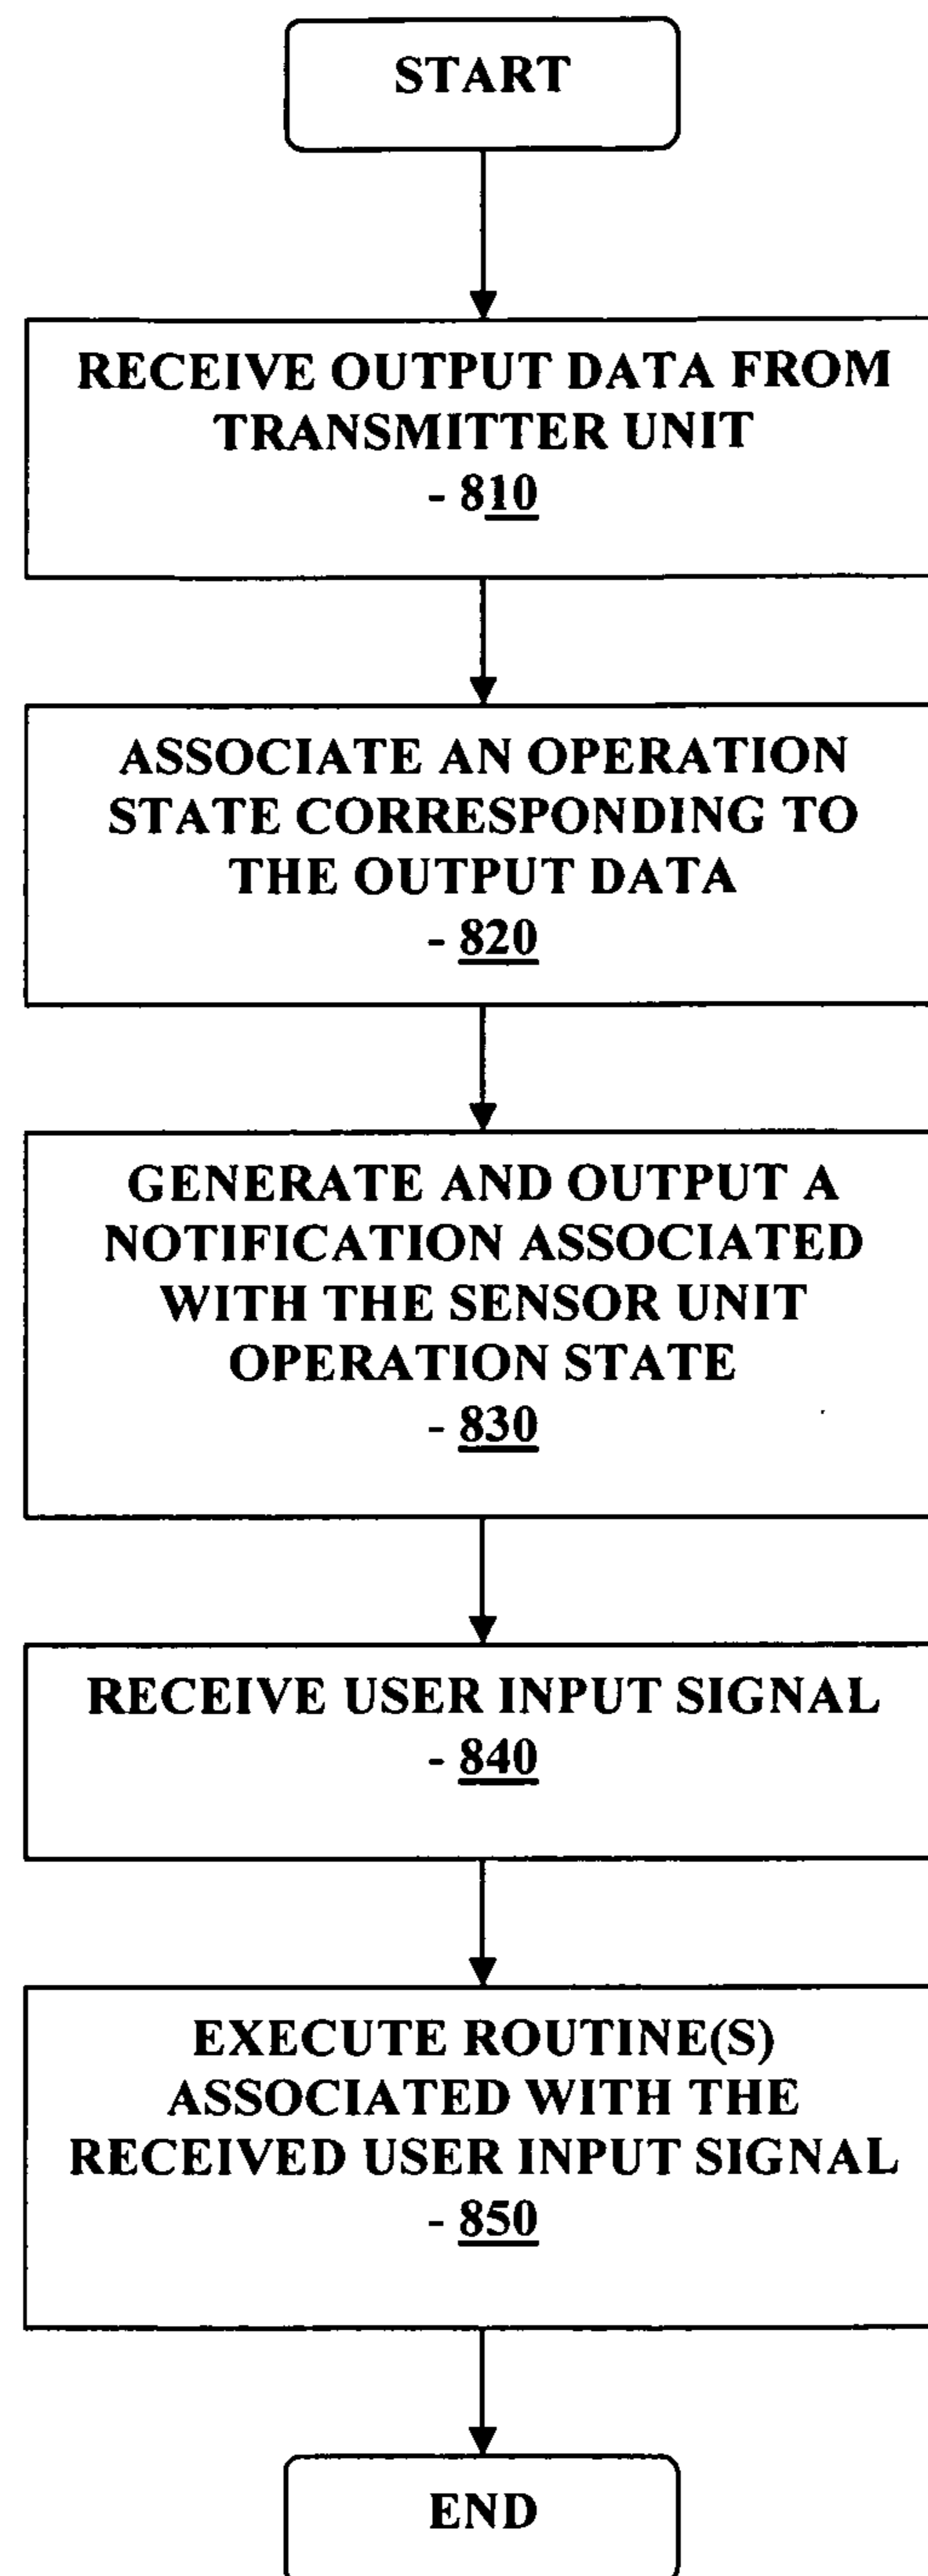 START
RECEIVE OUTPUT DATA FROM
TRANSMITTER UNIT
- 810
ASSOCIATE AN OPERATION
STATE CORRESPONDING TO
THE OUTPUT DATA
- 820
GENERATE AND OUTPUT A
NOTIFICATION ASSOCIATED
WITH THE SENSOR UNIT
OPERATION STATE
- 830
RECEIVE USER INPUT SIGNAL
- 840
EXECUTE ROUTINE(S)
ASSOCIATED WITH THE
RECEIVED USER INPUT SIGNAL
- 850
END